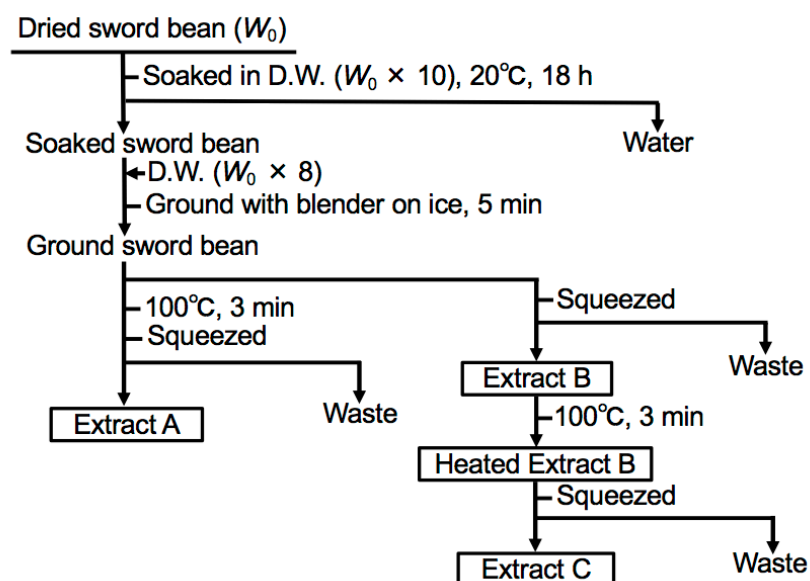 Dried sword bean (W₀)
Soaked in D.W. (W₀ × 10), 20℃, 18 h
Soaked sword bean
Water
D.W. (W₀ × 8)
Ground with blender on ice, 5 min
Ground sword bean
100℃, 3 min
Squeezed
Waste
Extract A
Squeezed
Waste
Extract B
100℃, 3 min
Heated Extract B
Squeezed
Waste
Extract C